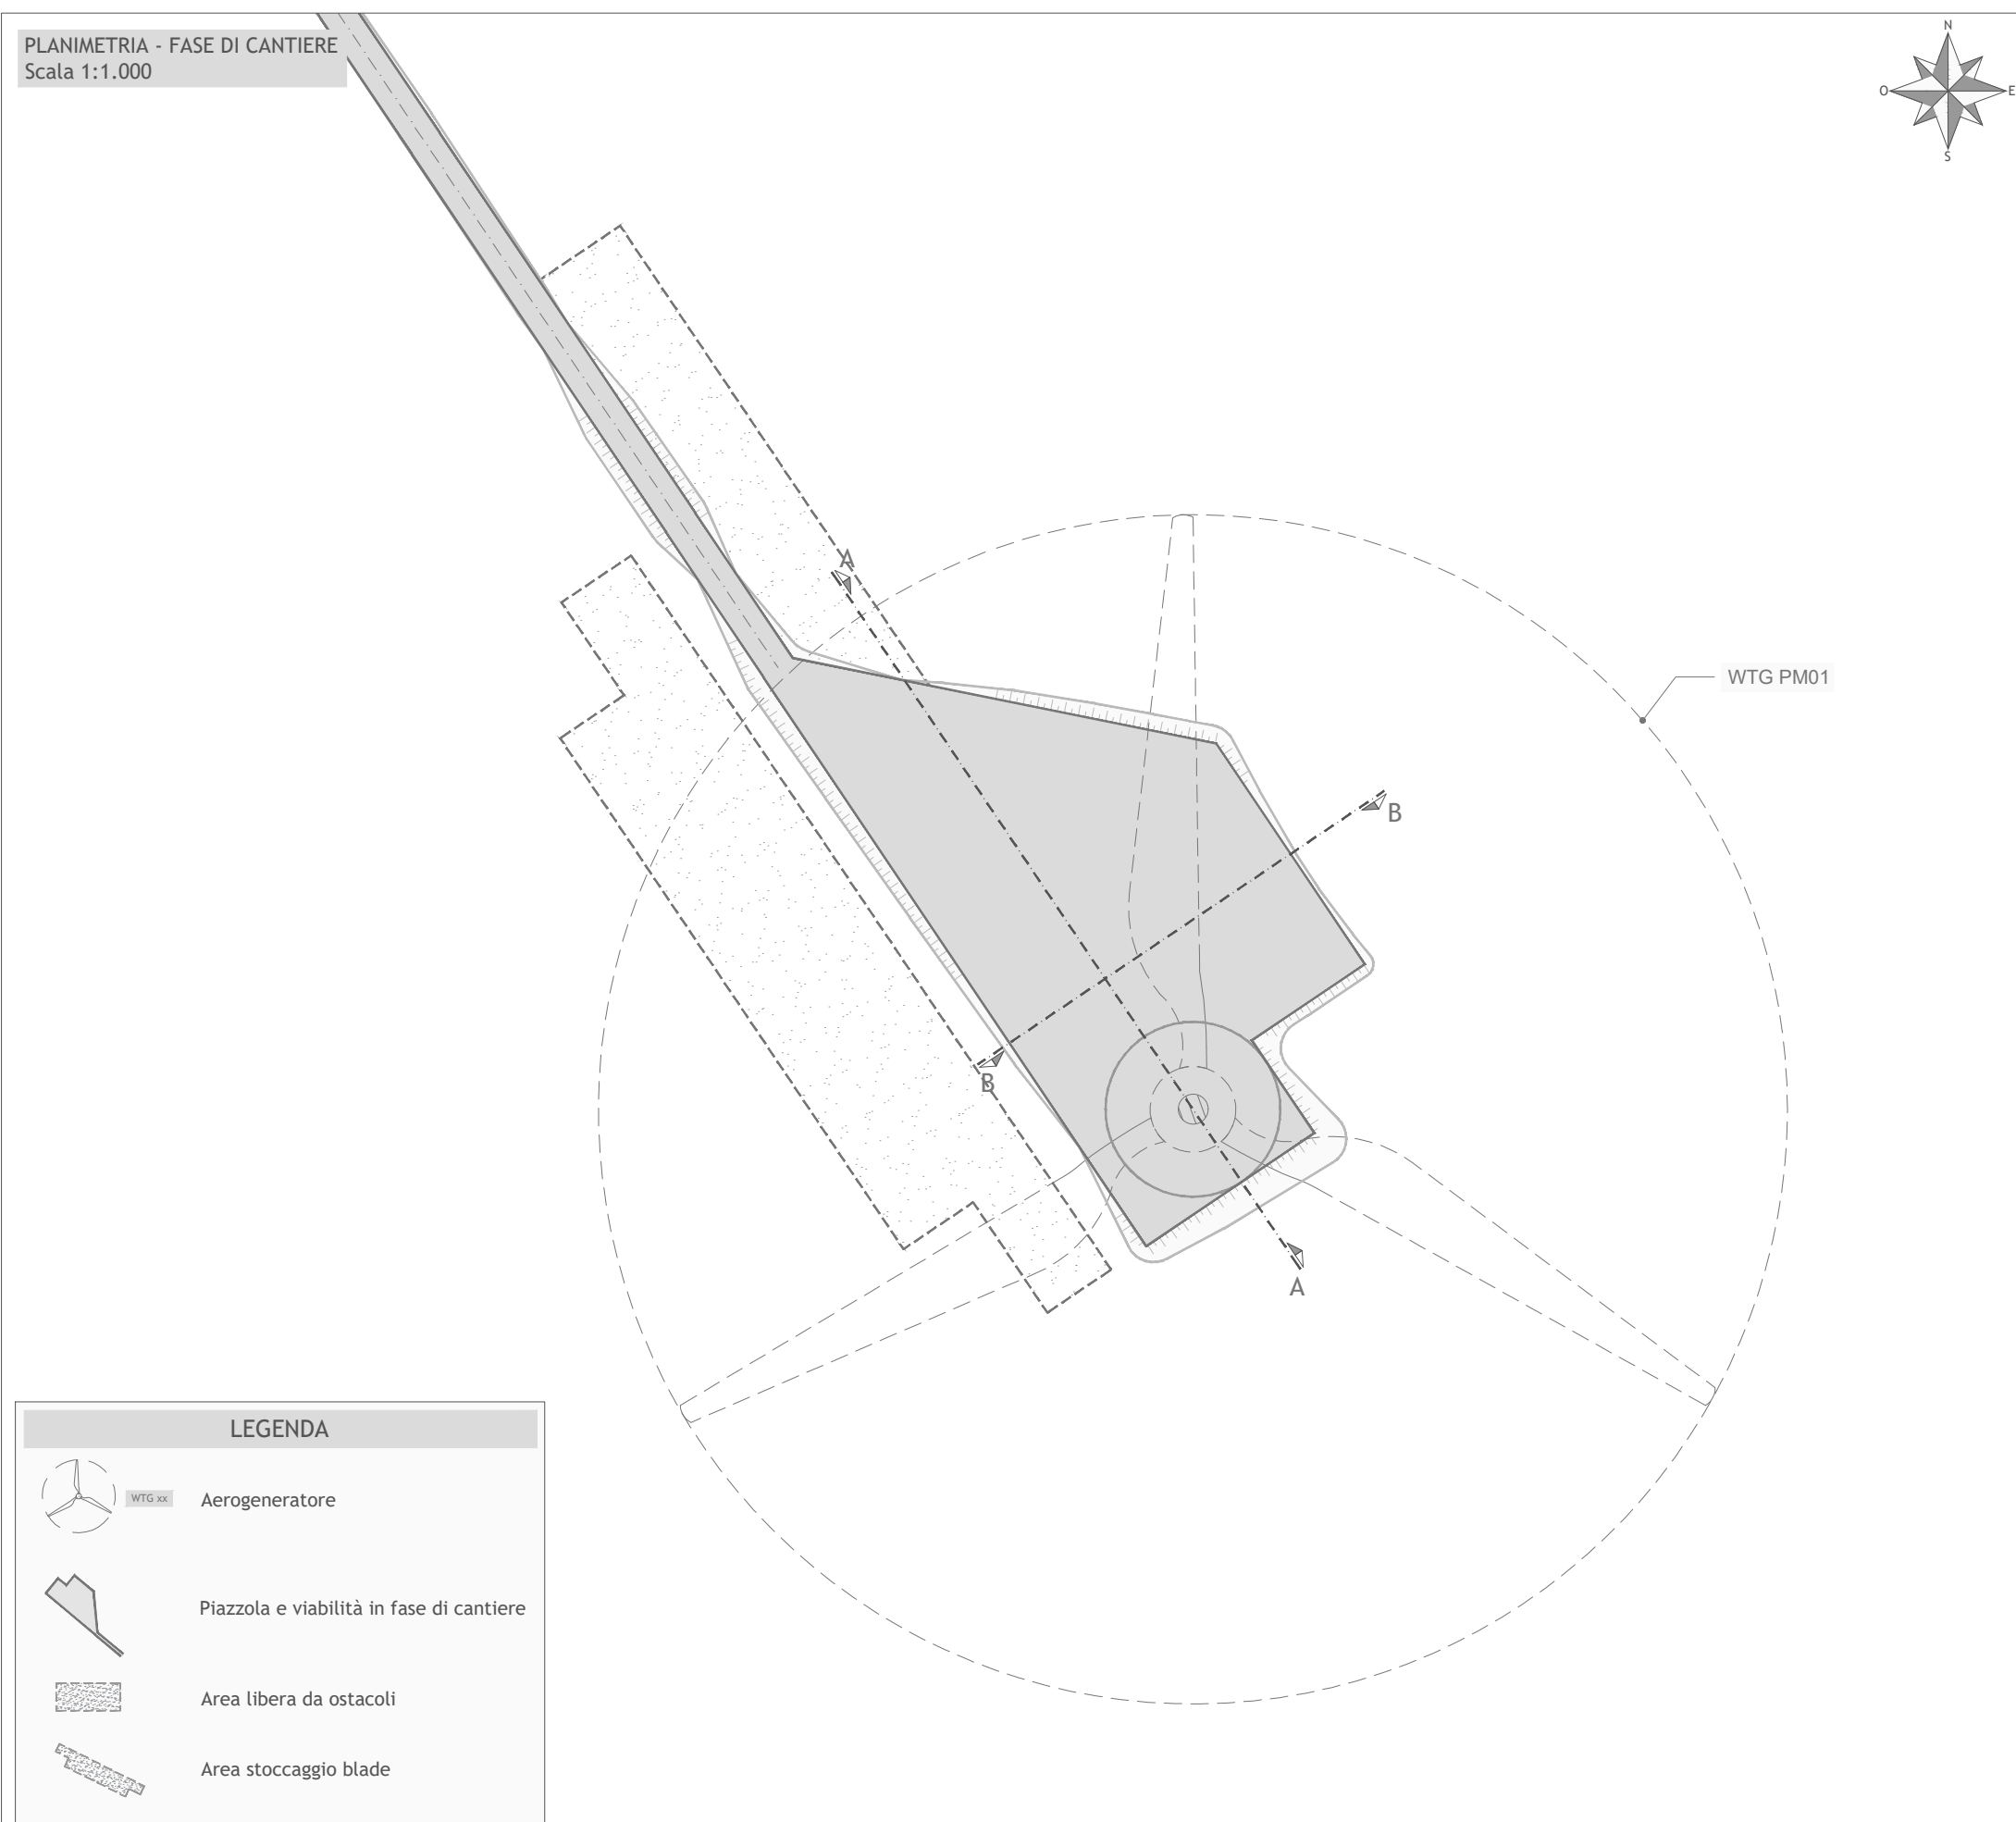 PLANIMETRIA - FASE DI CANTIERE
Scala 1:1.000
N
O
E
S
A
WTG PM01
B
B
A
LEGENDA
WTG xx
Aerogeneratore
Piazzola e viabilità in fase di cantiere
Area libera da ostacoli
Area stoccaggio blade